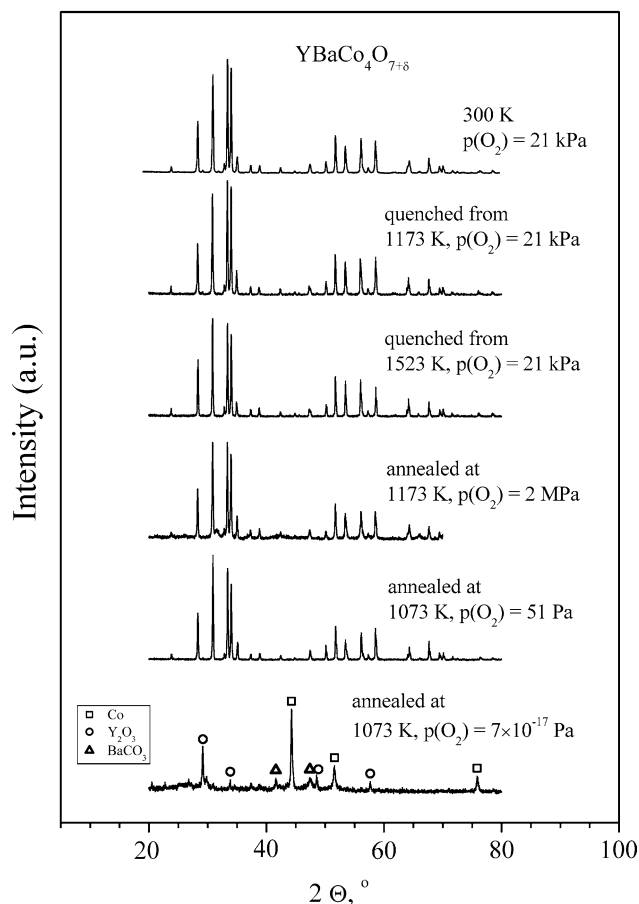 YBaCo₄O₇₊δ
300 K
p(O₂) = 21 kPa
quenched from
1173 K, p(O₂) = 21 kPa
quenched from
1523 K, p(O₂) = 21 kPa
annealed at
1173 K, p(O₂) = 2 MPa
annealed at
1073 K, p(O₂) = 51 Pa
annealed at
1073 K, p(O₂) = 7×10⁻¹⁷ Pa
Co
Y₂O₃
BaCO₃
Intensity (a.u.)
20 40 60 80 100
2 Θ, °